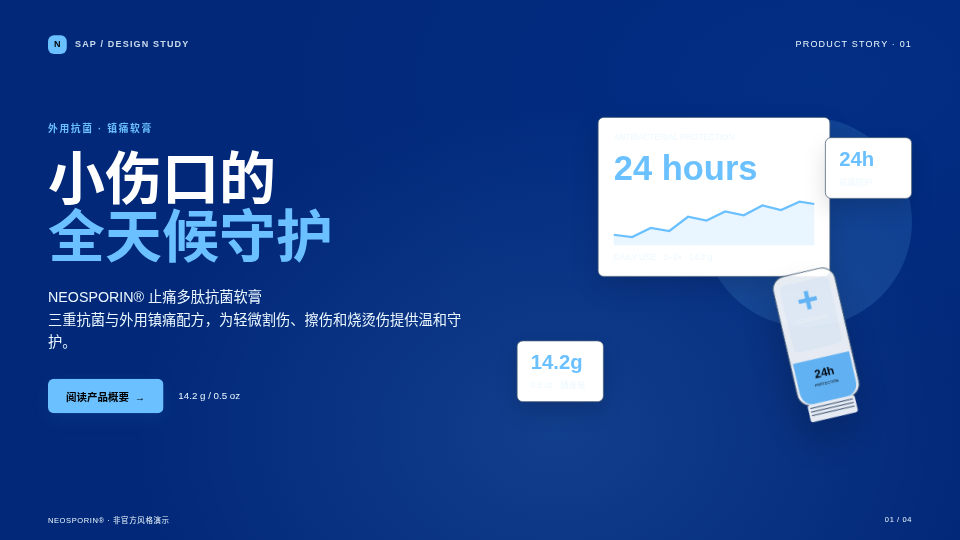 N SAP / DESIGN STUDY
PRODUCT STORY · 01
外用抗菌 · 镇痛软膏
小伤口的
全天候守护
NEOSPORIN® 止痛多肽抗菌软膏
三重抗菌与外用镇痛配方，为轻微割伤、擦伤和烧烫伤提供温和守
护。
阅读产品概要 →
14.2 g / 0.5 oz
24 hours
24h
14.2g
24h
NEOSPORIN® · 非官方风格演示
01 / 04